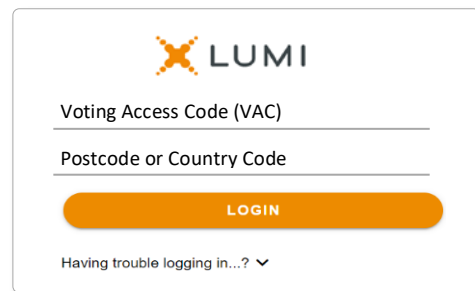 LUMI
Voting Access Code (VAC)
Postcode or Country Code
LOGIN
Having trouble logging in...?